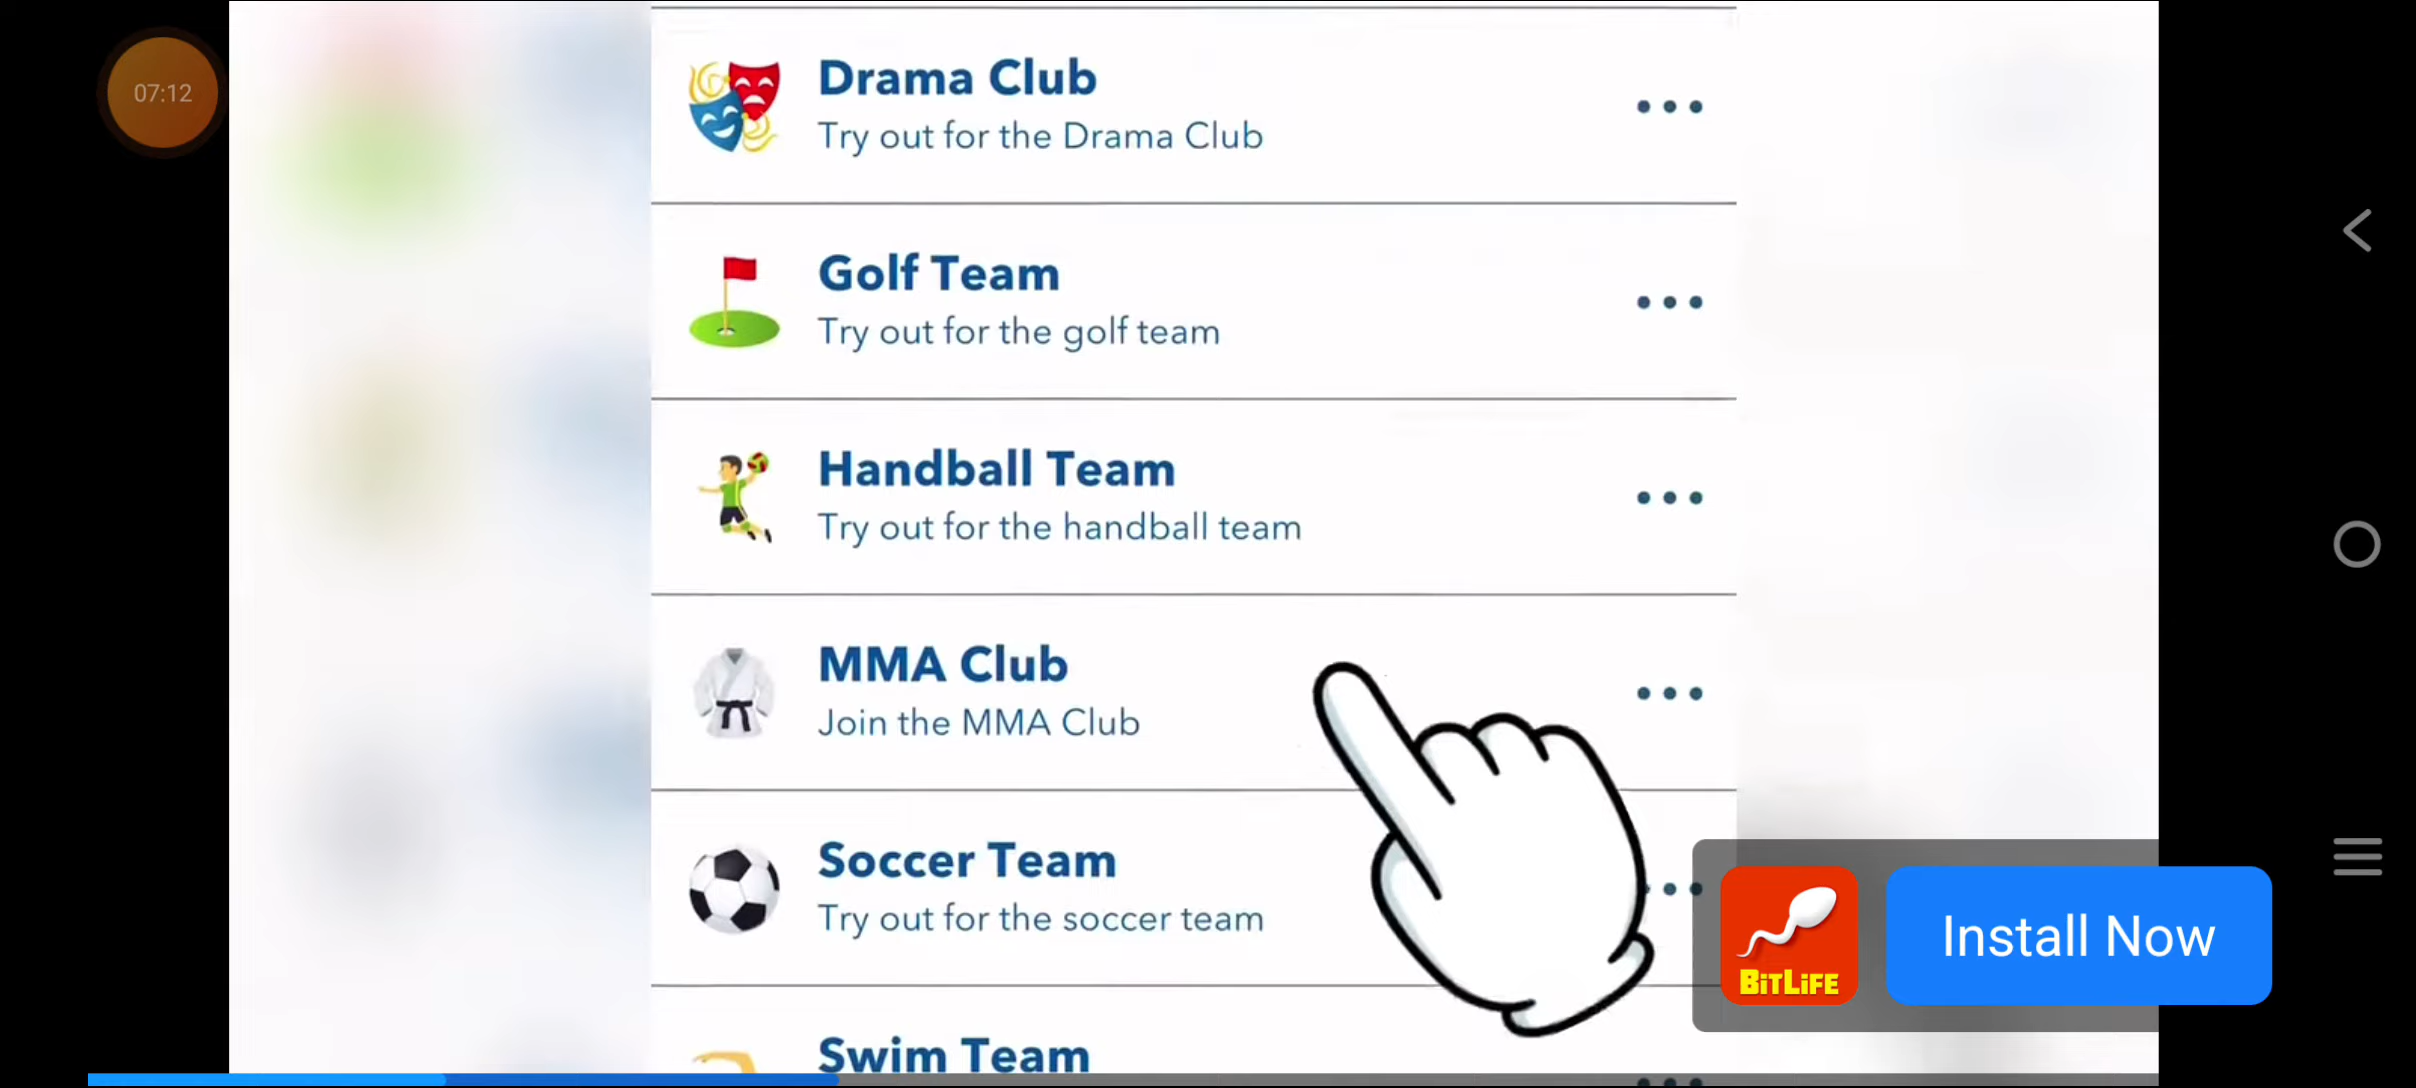 07:12
Drama Club
Try out for the Drama Club
Golf Team
Try out for the golf team
Handball Team
Try out for the handball team
MMA Club
Join the MMA Club
Soccer Team
Try out for the soccer team
BiTLiFE
Install Now
Swim Team